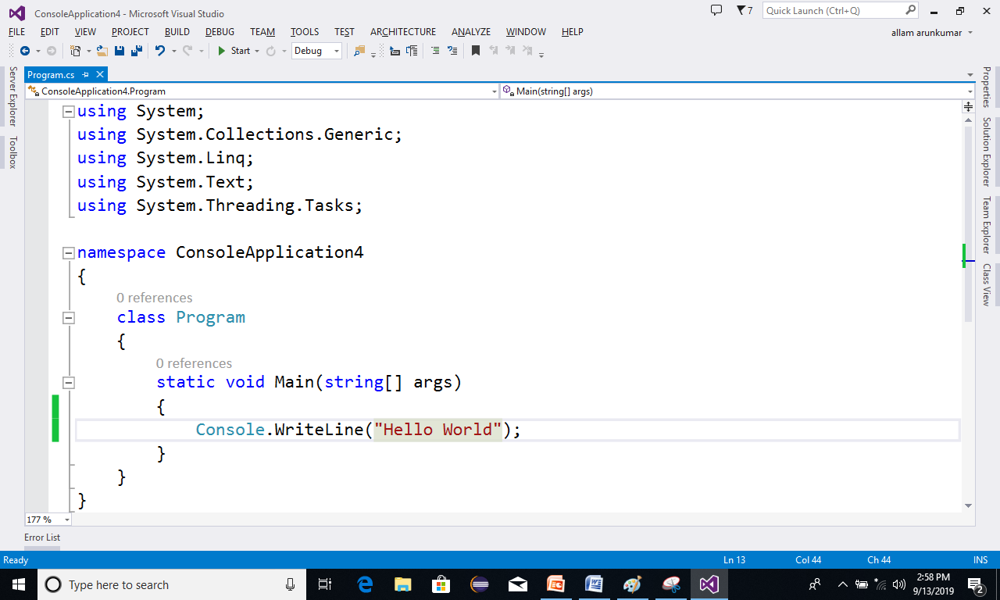 ConsoleApplication4 - Microsoft Visual Studio
7
Quick Launch (Ctrl+Q)
FILE EDIT VIEW PROJECT BUILD DEBUG TEAM TOOLS TEST ARCHITECTURE ANALYZE WINDOW HELP
allam arunkumar
Start Debug
Server Explorer
Toolbox
Program.cs
ConsoleApplication4.Program
Main(string[] args)
using System;
using System.Collections.Generic;
using System.Linq;
using System.Text;
using System.Threading.Tasks;
namespace ConsoleApplication4
{
0 references
class Program
{
0 references
static void Main(string[] args)
{
Console.WriteLine("Hello World");
}
}
}
Properties
Solution Explorer
Team Explorer
Class View
177 %
Error List
Ready Ln 13 Col 44 Ch 44 INS
Type here to search
2:58 PM
9/13/2019
2